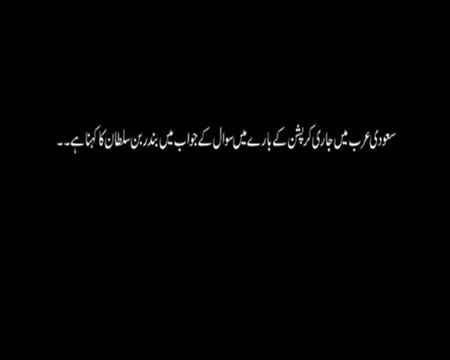 سعودی عرب میں جاری کرپشن کے بارے میں سوال کے جواب میں بندر بن سلطان کا کہنا ہے۔۔